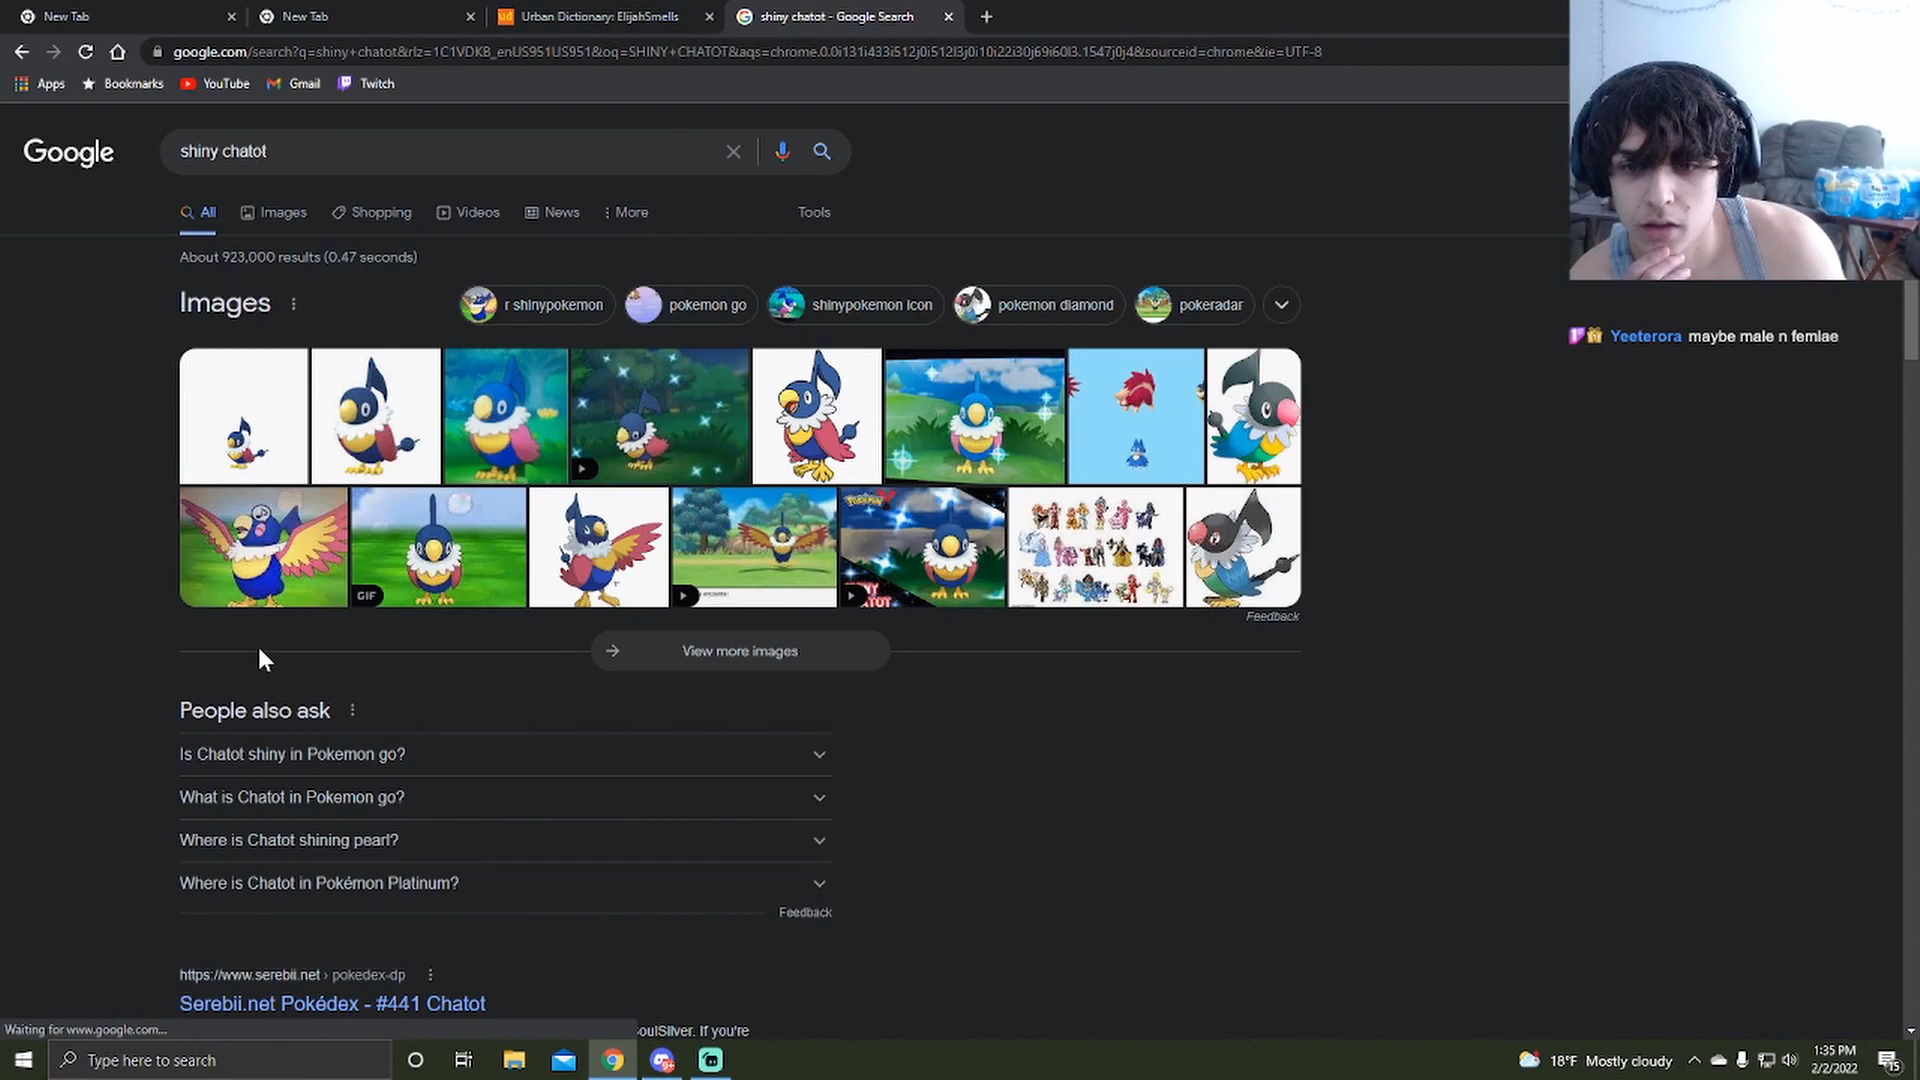 New Tab
New Tab
ud Urban Dictionary: ElijahSmells
shiny chatot - Google Search
google.com/search?q=shiny+chatot&rlz=1C1VDKB_enUS951US951&oq=SHINY+CHATOT&aqs=chrome.0.0i131i433i512j0i512l3j0i10i22i30j69i60l3.1547j0j4&sourceid=chrome&ie=UTF-8
Apps Bookmarks YouTube Gmail Twitch
Google
shiny chatot
All Images Shopping Videos News More Tools
About 923,000 results (0.47 seconds)
Images
r shinypokemon
pokemon go
shinypokemon icon
pokemon diamond
pokeradar
Yeeterora maybe male n femlae
GIF
Feedback
View more images
People also ask
Is Chatot shiny in Pokemon go?
What is Chatot in Pokemon go?
Where is Chatot shining pearl?
Where is Chatot in Pokémon Platinum?
Feedback
https://www.serebii.net › pokedex-dp
Serebii.net Pokédex - #441 Chatot
Waiting for www.google.com...
SoulSilver. If you're
Type here to search
18°F Mostly cloudy
1:35 PM
2/2/2022
15